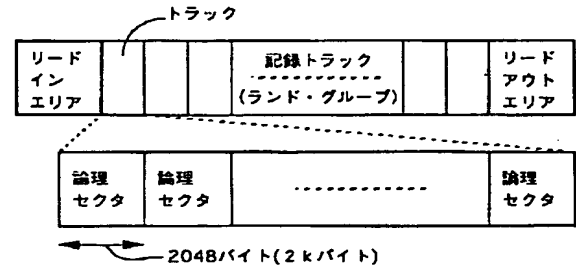 トラック
リード
イン
エリア
記録トラック
(ランド・グループ)
リード
アウト
エリア
論理
セクタ
論理
セクタ
論理
セクタ
2048バイト(2kバイト)